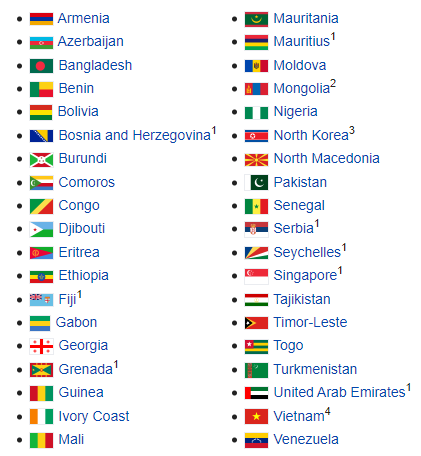 Armenia
Azerbaijan
Bangladesh
Benin
Bolivia
Bosnia and Herzegovina¹
Burundi
Comoros
Congo
Djibouti
Eritrea
Ethiopia
Fiji¹
Gabon
Georgia
Grenada¹
Guinea
Ivory Coast
Mali
Mauritania
Mauritius¹
Moldova
Mongolia²
Nigeria
North Korea³
North Macedonia
Pakistan
Senegal
Serbia¹
Seychelles¹
Singapore¹
Tajikistan
Timor-Leste
Togo
Turkmenistan
United Arab Emirates¹
Vietnam⁴
Venezuela